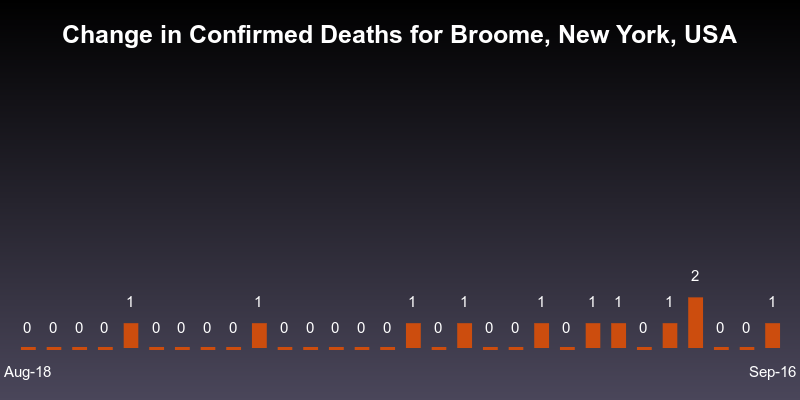 Change in Confirmed Deaths for Broome, New York, USA
2
1 1 1 1 1 1 1 1 1
0 0 0 0 0 0 0 0 0 0 0 0 0 0 0 0 0 0 0 0
Aug-18 Sep-16